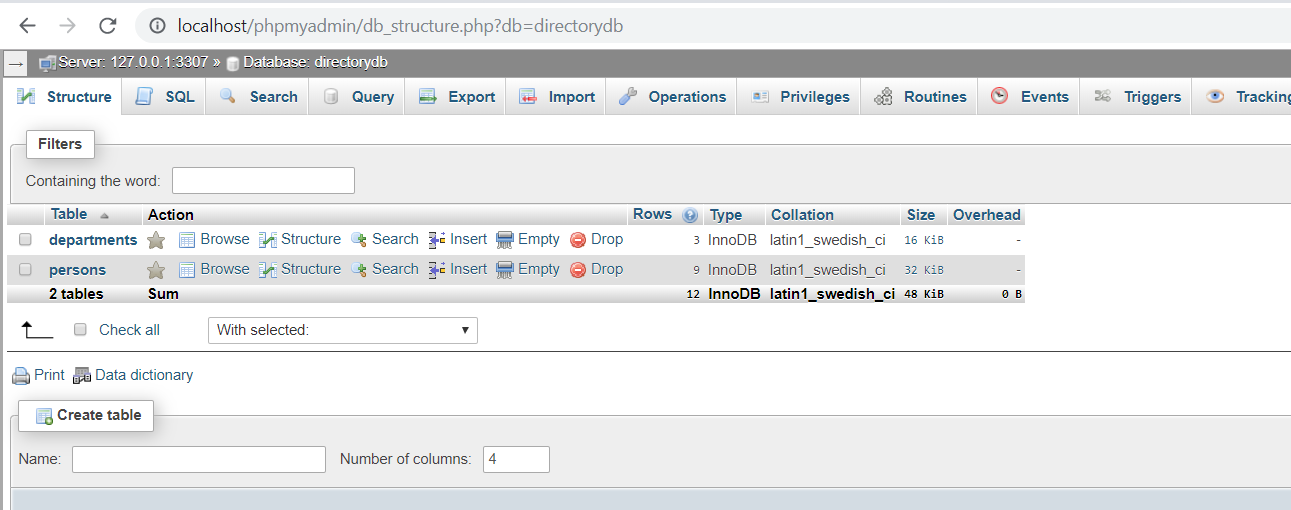 localhost/phpmyadmin/db_structure.php?db=directorydb
Server: 127.0.0.1:3307 » Database: directorydb
Structure SQL Search Query Export Import Operations Privileges Routines Events Triggers Tracking
Filters
Containing the word:
Table Action Rows Type Collation Size Overhead
departments Browse Structure Search Insert Empty Drop 3 InnoDB latin1_swedish_ci 16 KiB -
persons Browse Structure Search Insert Empty Drop 9 InnoDB latin1_swedish_ci 32 KiB -
2 tables Sum 12 InnoDB latin1_swedish_ci 48 KiB 0 B
Check all With selected:
Print Data dictionary
Create table
Name: Number of columns: 4